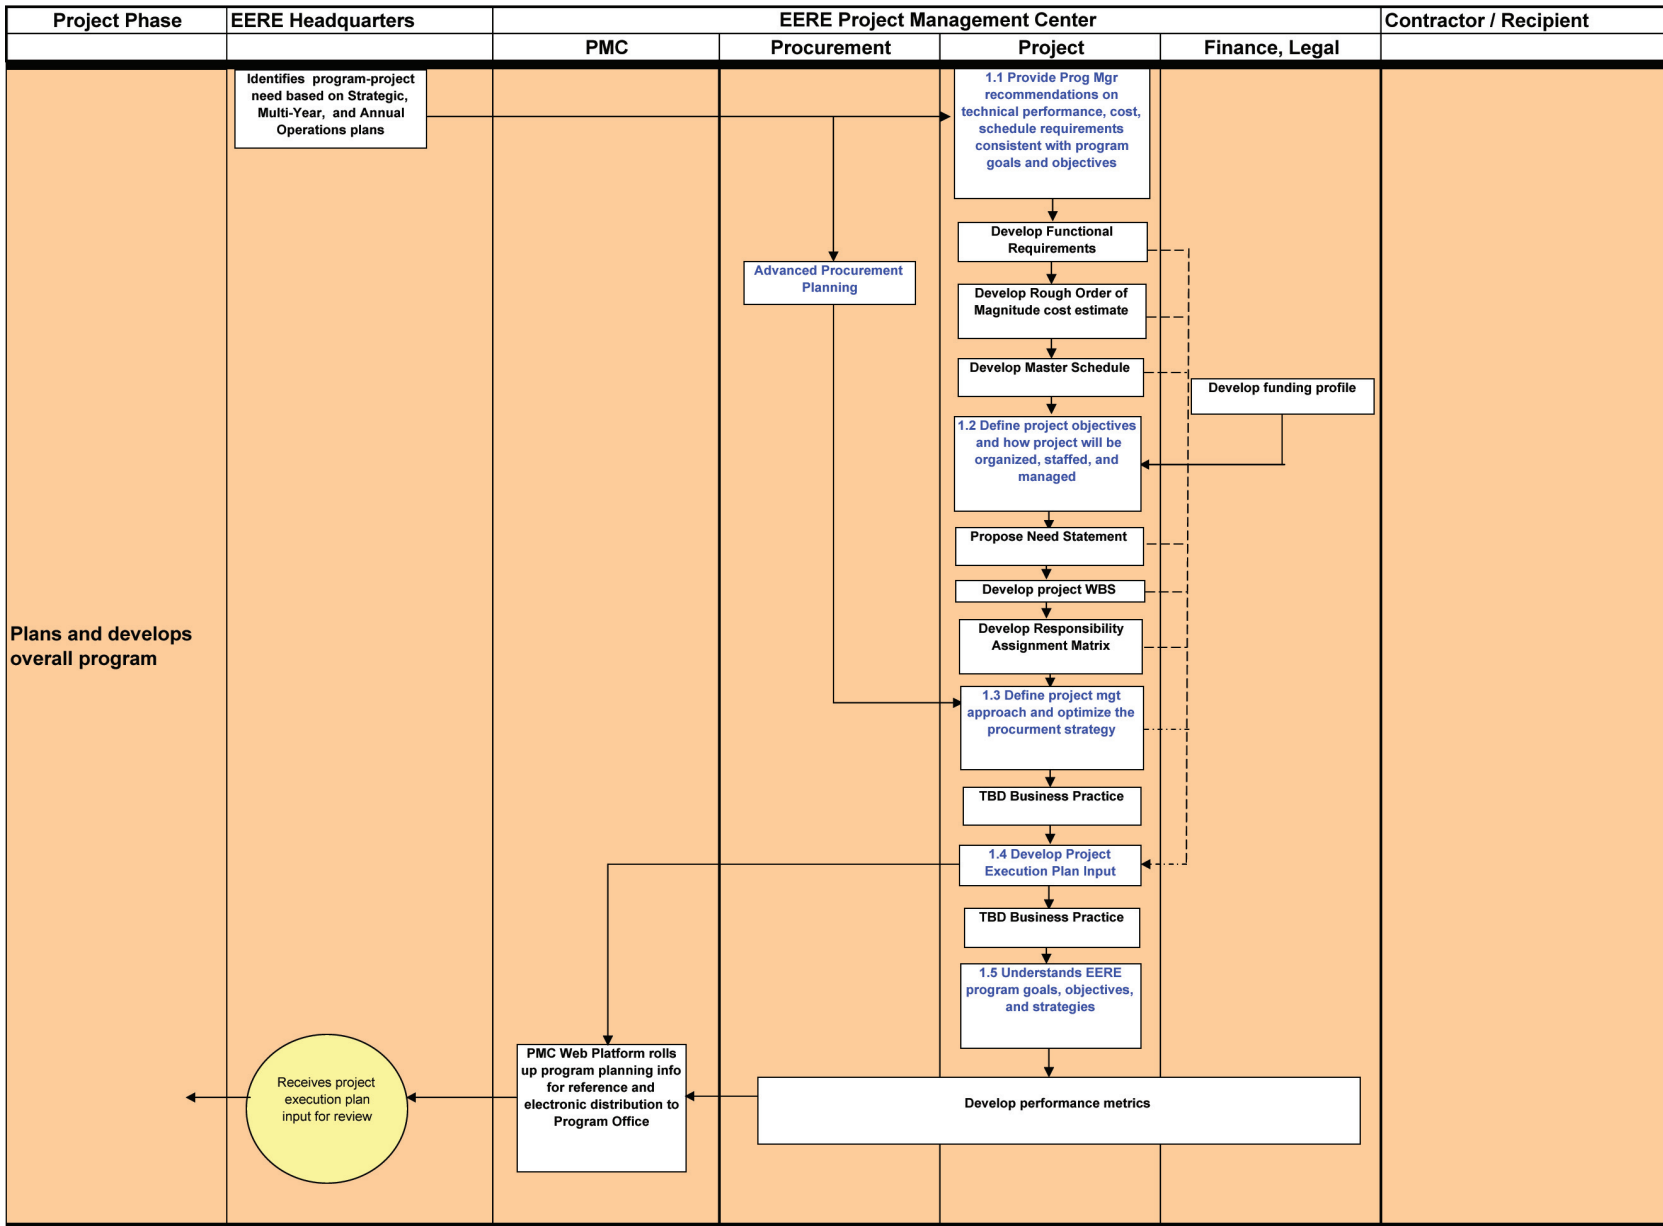 Project Phase
EERE Headquarters
EERE Project Management Center
Contractor / Recipient
PMC
Procurement
Project
Finance, Legal
Identifies program-project
need based on Strategic,
Multi-Year, and Annual
Operations plans
1.1 Provide Prog Mgr
recommendations on
technical performance, cost,
schedule requirements
consistent with program
goals and objectives
Develop Functional
Requirements
Advanced Procurement
Planning
Develop Rough Order of
Magnitude cost estimate
Develop Master Schedule
Develop funding profile
1.2 Define project objectives
and how project will be
organized, staffed, and
managed
Propose Need Statement
Develop project WBS
Develop Responsibility
Assignment Matrix
Plans and develops
overall program
1.3 Define project mgt
approach and optimize the
procurment strategy
TBD Business Practice
1.4 Develop Project
Execution Plan Input
TBD Business Practice
1.5 Understands EERE
program goals, objectives,
and strategies
Receives project
execution plan
input for review
PMC Web Platform rolls
up program planning info
for reference and
electronic distribution to
Program Office
Develop performance metrics